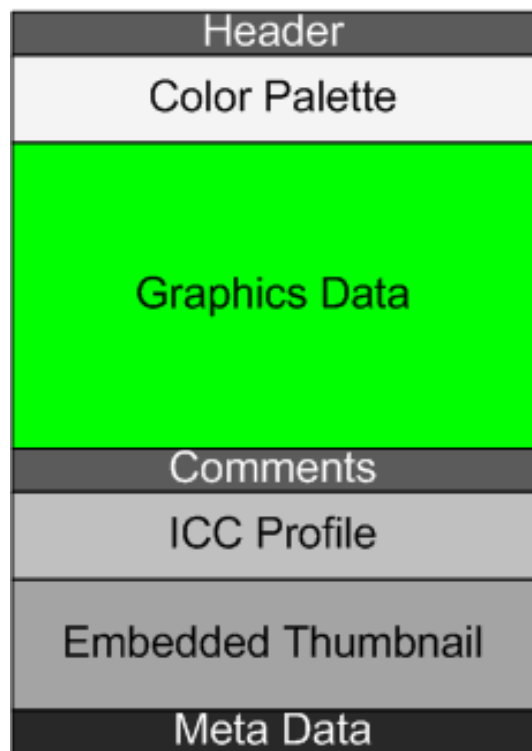 Header
Color Palette
Graphics Data
Comments
ICC Profile
Embedded Thumbnail
Meta Data